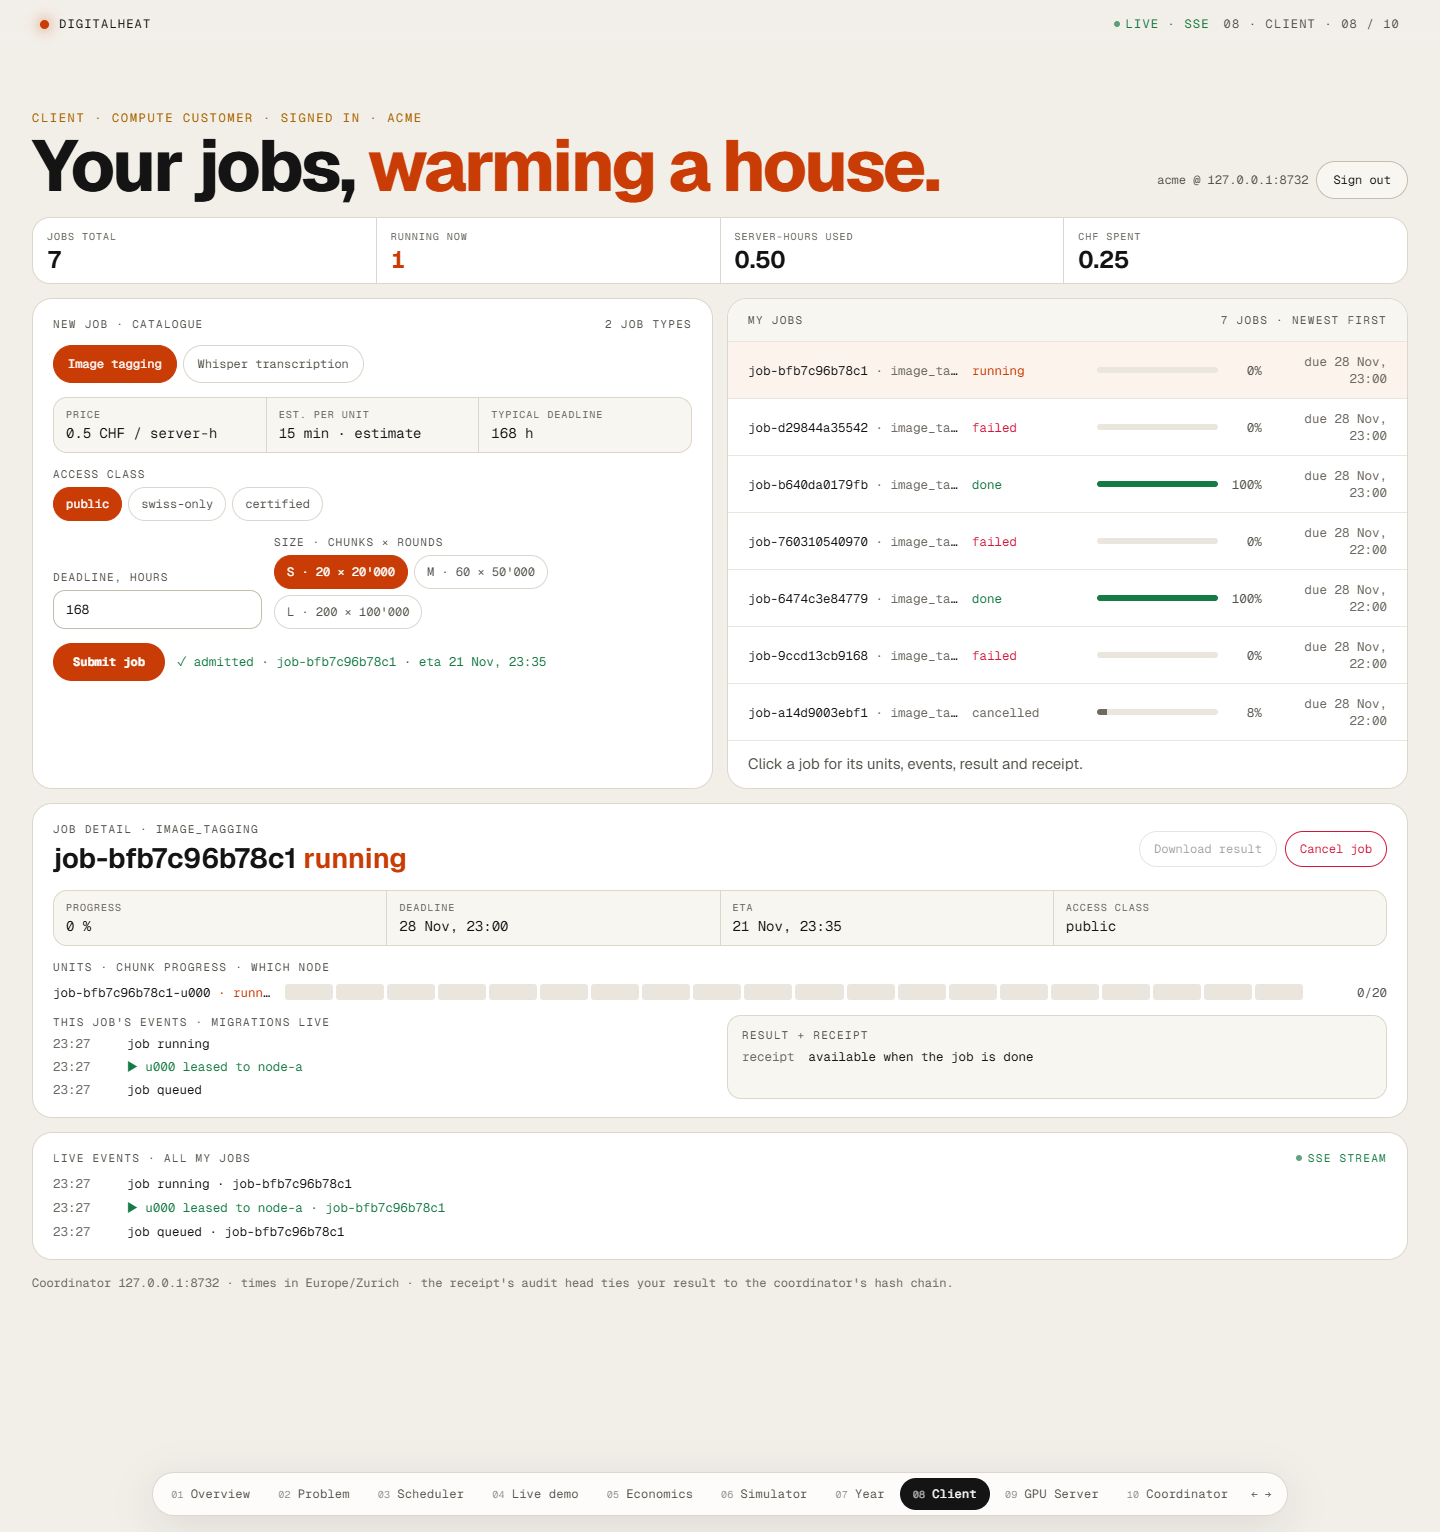 DIGITALHEAT
LIVE · SSE 08 · CLIENT · 08 / 10
CLIENT · COMPUTE CUSTOMER · SIGNED IN · ACME
Your jobs, warming a house.
acme @ 127.0.0.1:8732
Sign out
JOBS TOTAL
7
RUNNING NOW
1
SERVER-HOURS USED
0.50
CHF SPENT
0.25
NEW JOB · CATALOGUE
2 JOB TYPES
Image tagging
Whisper transcription
PRICE
0.5 CHF / server-h
EST. PER UNIT
15 min · estimate
TYPICAL DEADLINE
168 h
ACCESS CLASS
public
swiss-only
certified
DEADLINE, HOURS
168
SIZE · CHUNKS × ROUNDS
S · 20 × 20'000
M · 60 × 50'000
L · 200 × 100'000
Submit job
✓ admitted · job-bfb7c96b78c1 · eta 21 Nov, 23:35
MY JOBS
7 JOBS · NEWEST FIRST
job-bfb7c96b78c1 · image_ta… running 0% due 28 Nov,
23:00
job-d29844a35542 · image_ta… failed 0% due 28 Nov,
23:00
job-b640da0179fb · image_ta… done 100% due 28 Nov,
23:00
job-760310540970 · image_ta… failed 0% due 28 Nov,
22:00
job-6474c3e84779 · image_ta… done 100% due 28 Nov,
22:00
job-9ccd13cb9168 · image_ta… failed 0% due 28 Nov,
22:00
job-a14d9003ebf1 · image_ta… cancelled 8% due 28 Nov,
22:00
Click a job for its units, events, result and receipt.
JOB DETAIL · IMAGE_TAGGING
job-bfb7c96b78c1 running
Download result
Cancel job
PROGRESS
0 %
DEADLINE
28 Nov, 23:00
ETA
21 Nov, 23:35
ACCESS CLASS
public
UNITS · CHUNK PROGRESS · WHICH NODE
job-bfb7c96b78c1-u000 · runn… 0/20
THIS JOB'S EVENTS · MIGRATIONS LIVE
23:27 job running
23:27 ▶ u000 leased to node-a
23:27 job queued
RESULT + RECEIPT
receipt available when the job is done
LIVE EVENTS · ALL MY JOBS
SSE STREAM
23:27 job running · job-bfb7c96b78c1
23:27 ▶ u000 leased to node-a · job-bfb7c96b78c1
23:27 job queued · job-bfb7c96b78c1
Coordinator 127.0.0.1:8732 · times in Europe/Zurich · the receipt's audit head ties your result to the coordinator's hash chain.
01 Overview 02 Problem 03 Scheduler 04 Live demo 05 Economics 06 Simulator 07 Year 08 Client 09 GPU Server 10 Coordinator ← →